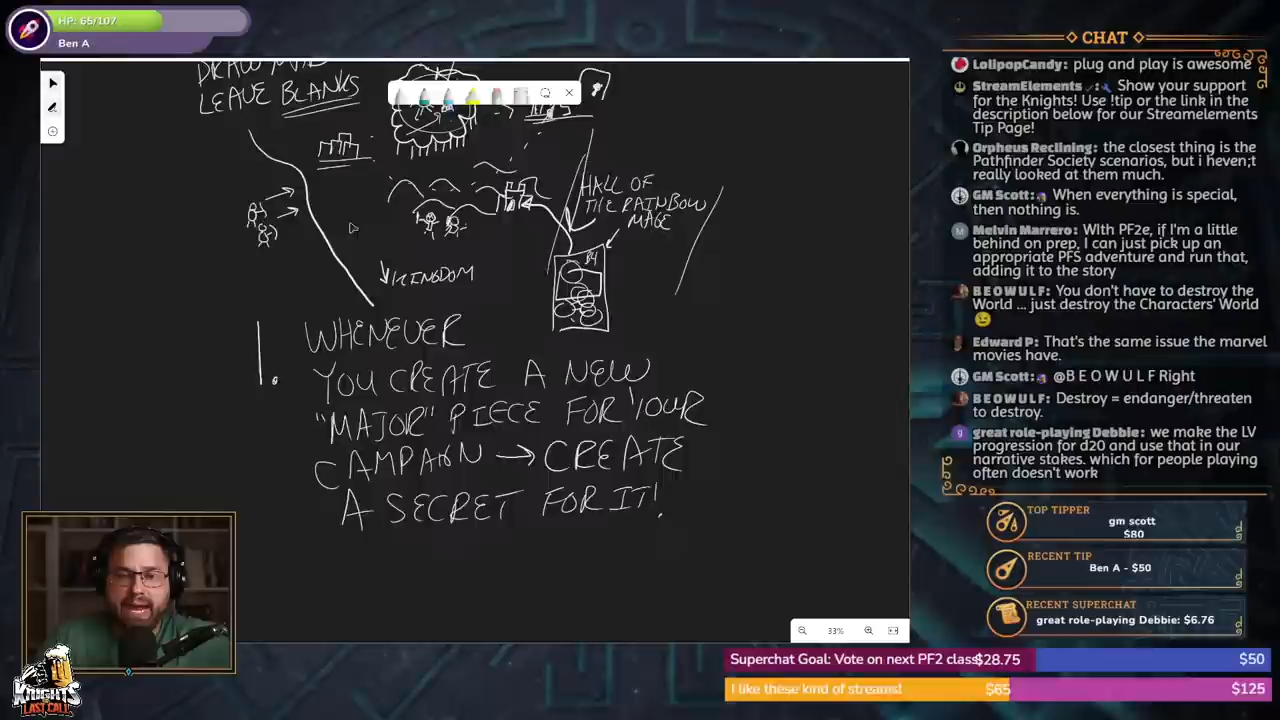 HP: 65/107
Ben A
DRAW
LEAVE BLANKS
HALL OF
THE RAINBOW
MAGE
KINGDOM
1. WHENEVER
YOU CREATE A NEW
"MAJOR" PIECE FOR YOUR
CAMPAIGN → CREATE
A SECRET FOR IT!
33%
KNIGHTS
OF LAST CALL
CHAT
LollipopCandy: plug and play is awesome
StreamElements: Show your support
for the Knights! Use !tip or the link in the
description below for our Streamelements
Tip Page!
Orpheus Reclining: the closest thing is the
Pathfinder Society scenarios, but i heven;t
really looked at them much.
GM Scott: When everything is special,
then nothing is.
Melvin Marrero: WIth PF2e, if I'm a little
behind on prep, I can just pick up an
appropriate PFS adventure and run that,
adding it to the story
B E O W U L F: You don't have to destroy the
World ... just destroy the Characters' World
Edward P: That's the same issue the marvel
movies have.
GM Scott: @B E O W U L F Right
B E O W U L F: Destroy = endanger/threaten
to destroy.
great role-playing Debbie: we make the LV
progression for d20 and use that in our
narrative stakes. which for people playing
often doesn't work
TOP TIPPER
gm scott
$80
RECENT TIP
Ben A - $50
RECENT SUPERCHAT
great role-playing Debbie: $6.76
Superchat Goal: Vote on next PF2 class $28.75 $50
I like these kind of streams! $65 $125